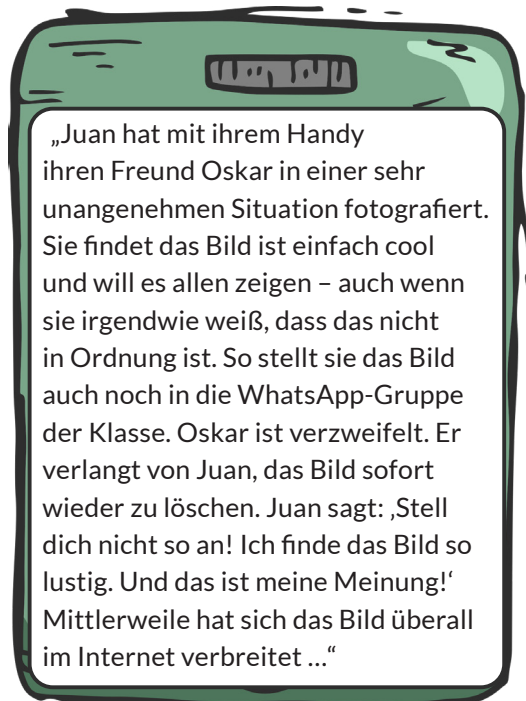 „Juan hat mit ihrem Handy
ihren Freund Oskar in einer sehr
unangenehmen Situation fotografiert.
Sie findet das Bild ist einfach cool
und will es allen zeigen – auch wenn
sie irgendwie weiß, dass das nicht
in Ordnung ist. So stellt sie das Bild
auch noch in die WhatsApp-Gruppe
der Klasse. Oskar ist verzweifelt. Er
verlangt von Juan, das Bild sofort
wieder zu löschen. Juan sagt: ‚Stell
dich nicht so an! Ich finde das Bild so
lustig. Und das ist meine Meinung!‘
Mittlerweile hat sich das Bild überall
im Internet verbreitet ...“